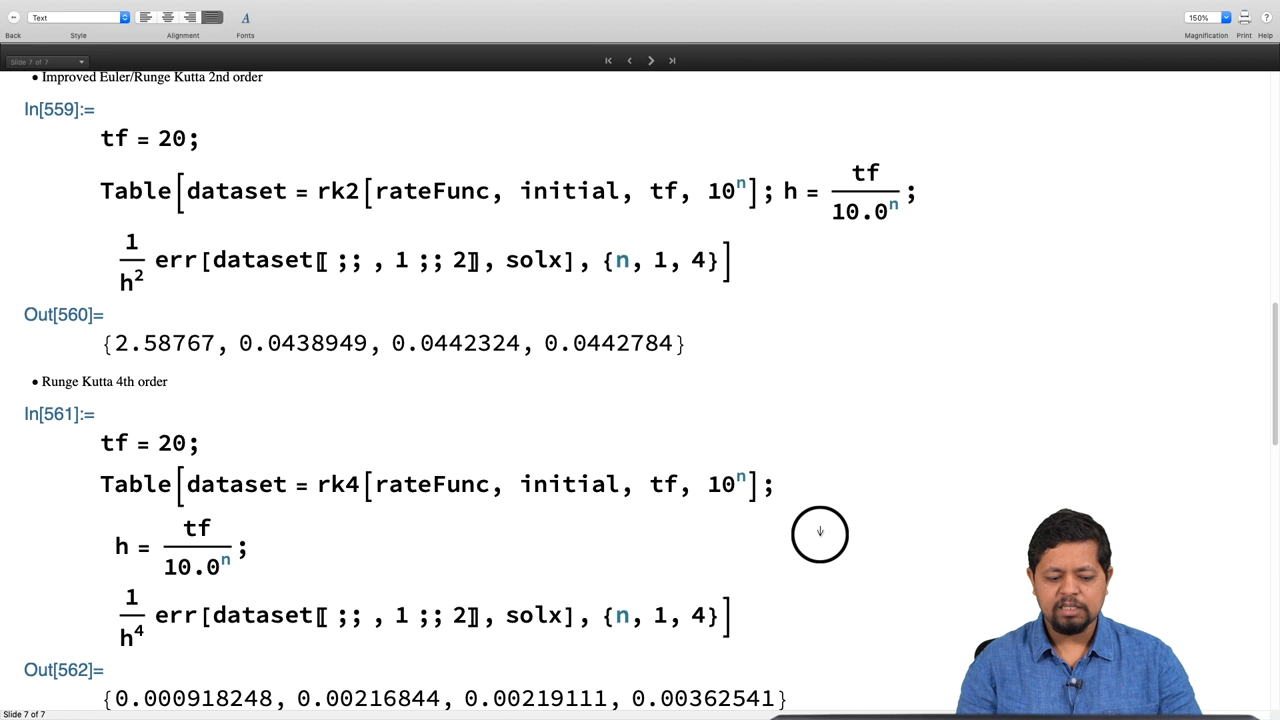 Text
150%
Back
Style
Alignment
Fonts
Magnification
Print
Help
Slide 7 of 7
• Improved Euler/Runge Kutta 2nd order
In[559]:=
tf = 20;
Table[dataset = rk2[rateFunc, initial, tf, 10^n]; h = tf/10.0^n;
1/h^2 err[dataset⟦ ;; , 1 ;; 2⟧, solx], {n, 1, 4}]
Out[560]=
{2.58767, 0.0438949, 0.0442324, 0.0442784}
• Runge Kutta 4th order
In[561]:=
tf = 20;
Table[dataset = rk4[rateFunc, initial, tf, 10^n];
h = tf/10.0^n;
1/h^4 err[dataset⟦ ;; , 1 ;; 2⟧, solx], {n, 1, 4}]
Out[562]=
{0.000918248, 0.00216844, 0.00219111, 0.00362541}
Slide 7 of 7